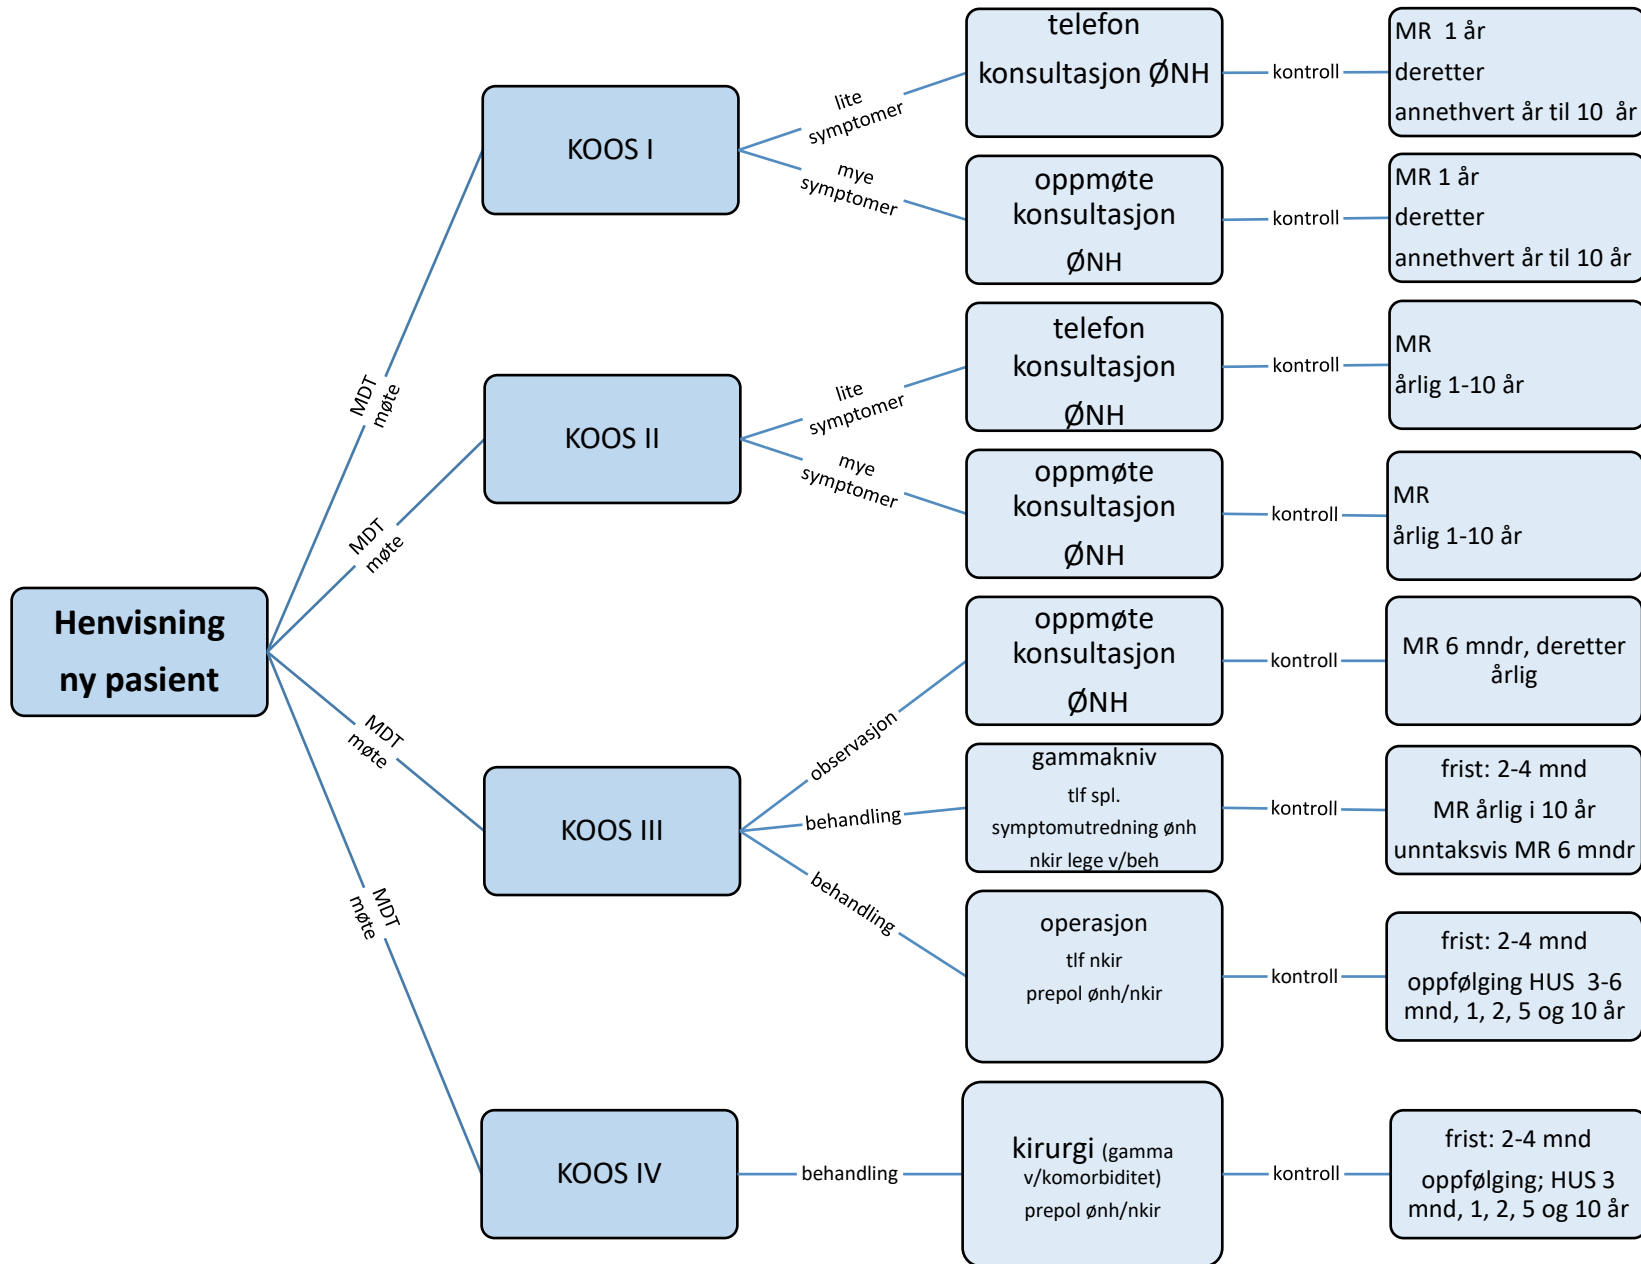 Henvisning
ny pasient
MDT
møte
KOOS I
lite
symptomer
telefon
konsultasjon ØNH
kontroll
MR  1 år
deretter
annethvert år til 10  år
mye
symptomer
oppmøte
konsultasjon
ØNH
kontroll
MR 1 år
deretter
annethvert år til 10 år
MDT
møte
KOOS II
lite
symptomer
telefon
konsultasjon
ØNH
kontroll
MR
årlig 1-10 år
mye
symptomer
oppmøte
konsultasjon
ØNH
kontroll
MR
årlig 1-10 år
MDT
møte
KOOS III
observasjon
oppmøte
konsultasjon
ØNH
kontroll
MR 6 mndr, deretter
årlig
behandling
gammakniv
tlf spl.
symptomutredning ønh
nkir lege v/beh
kontroll
frist: 2-4 mnd
MR årlig i 10 år
unntaksvis MR 6 mndr
behandling
operasjon
tlf nkir
prepol ønh/nkir
kontroll
frist: 2-4 mnd
oppfølging HUS  3-6
mnd, 1, 2, 5 og 10 år
MDT
møte
KOOS IV
behandling
kirurgi (gamma
v/komorbiditet)
prepol ønh/nkir
kontroll
frist: 2-4 mnd
oppfølging; HUS 3
mnd, 1, 2, 5 og 10 år